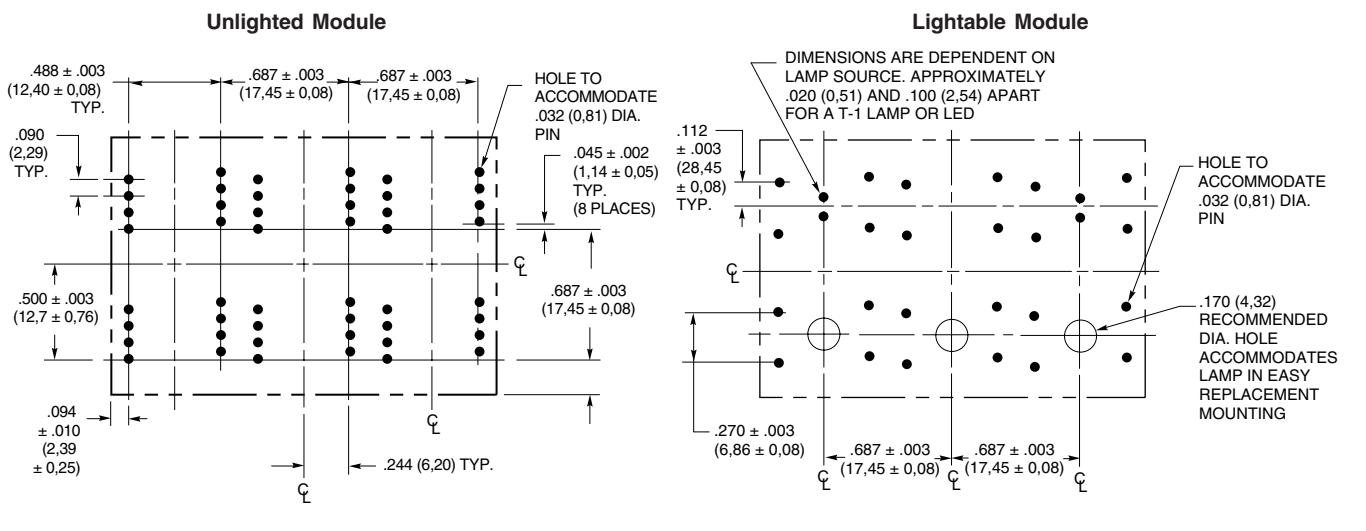 Unlighted Module
.488 ± .003
(12,40 ± 0,08)
TYP.
.687 ± .003
(17,45 ± 0,08)
.687 ± .003
(17,45 ± 0,08)
HOLE TO
ACCOMMODATE
.032 (0,81) DIA.
PIN
.090
(2,29)
TYP.
.045 ± .002
(1,14 ± 0,05)
TYP.
(8 PLACES)
℄
.500 ± .003
(12,7 ± 0,76)
.687 ± .003
(17,45 ± 0,08)
.094
± .010
(2,39
± 0,25)
℄
.244 (6,20) TYP.
℄
Lightable Module
DIMENSIONS ARE DEPENDENT ON
LAMP SOURCE. APPROXIMATELY
.020 (0,51) AND .100 (2,54) APART
FOR A T-1 LAMP OR LED
.112
± .003
(28,45
± 0,08)
TYP.
HOLE TO
ACCOMMODATE
.032 (0,81) DIA.
PIN
℄
.170 (4,32)
RECOMMENDED
DIA. HOLE
ACCOMMODATES
LAMP IN EASY
REPLACEMENT
MOUNTING
.270 ± .003
(6,86 ± 0,08)
.687 ± .003
(17,45 ± 0,08)
.687 ± .003
(17,45 ± 0,08)
℄ ℄ ℄